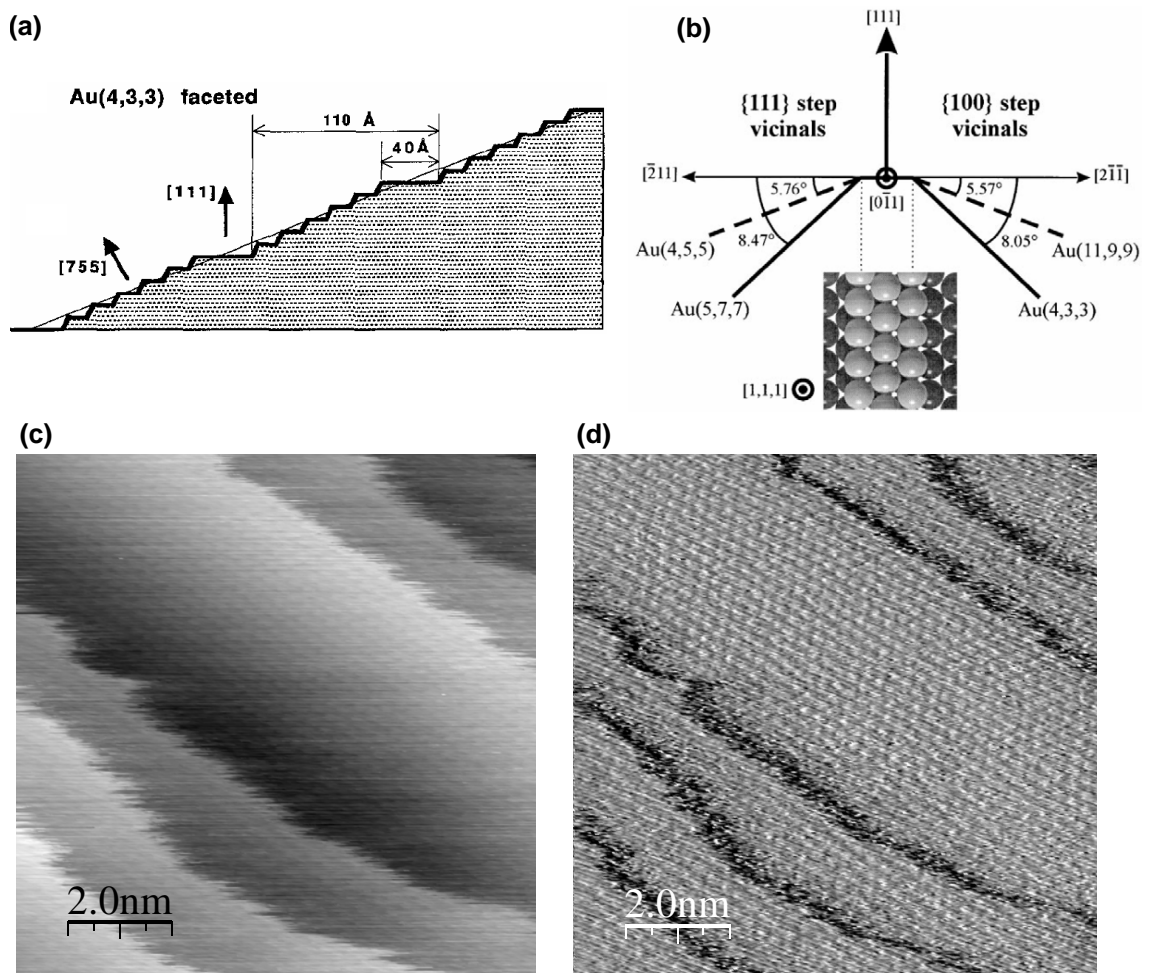 (a)
Au(4,3,3) faceted
110 Å
40Å
[111]
[755]
(b)
[111]
{111} step
vicinals
{100} step
vicinals
[2̄11]
[21̄1̄]
5.76°
5.57°
[01̄1]
8.47°
8.05°
Au(4,5,5)
Au(11,9,9)
Au(5,7,7)
Au(4,3,3)
[1,1,1]
(c)
2.0nm
(d)
2.0nm